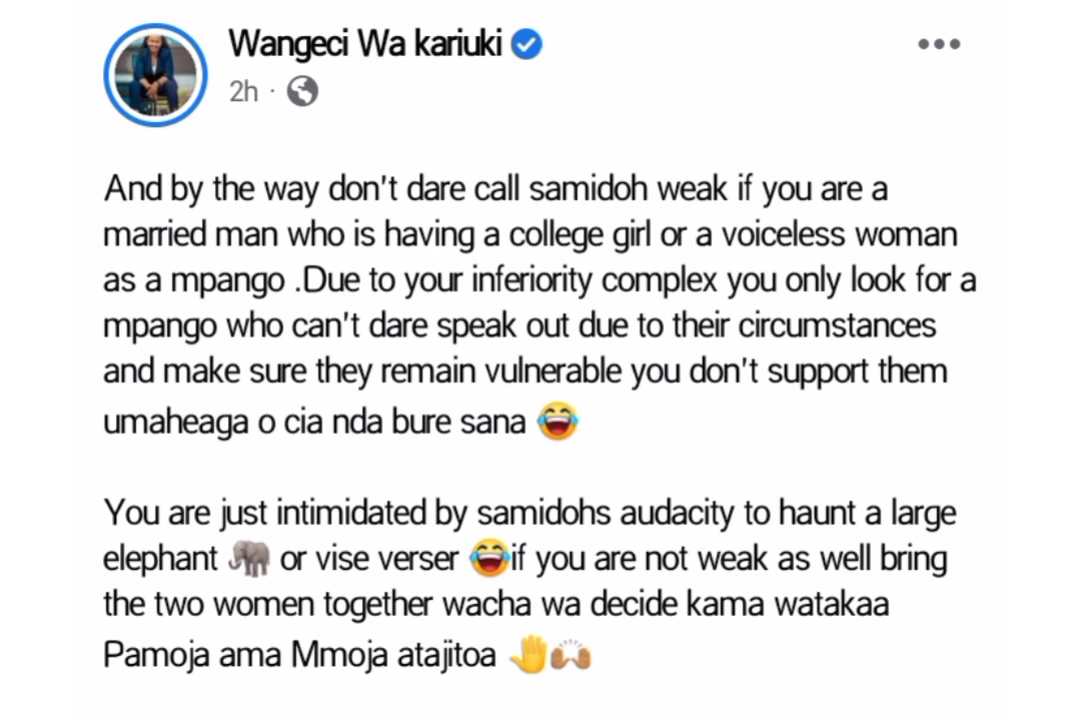 Wangeci Wa kariuki
2h ·
And by the way don't dare call samidoh weak if you are a
married man who is having a college girl or a voiceless woman
as a mpango .Due to your inferiority complex you only look for a
mpango who can't dare speak out due to their circumstances
and make sure they remain vulnerable you don't support them
umaheaga o cia nda bure sana 😂
You are just intimidated by samidohs audacity to haunt a large
elephant 🐘 or vise verser 😂if you are not weak as well bring
the two women together wacha wa decide kama watakaa
Pamoja ama Mmoja atajitoa 🤚🙌🏽